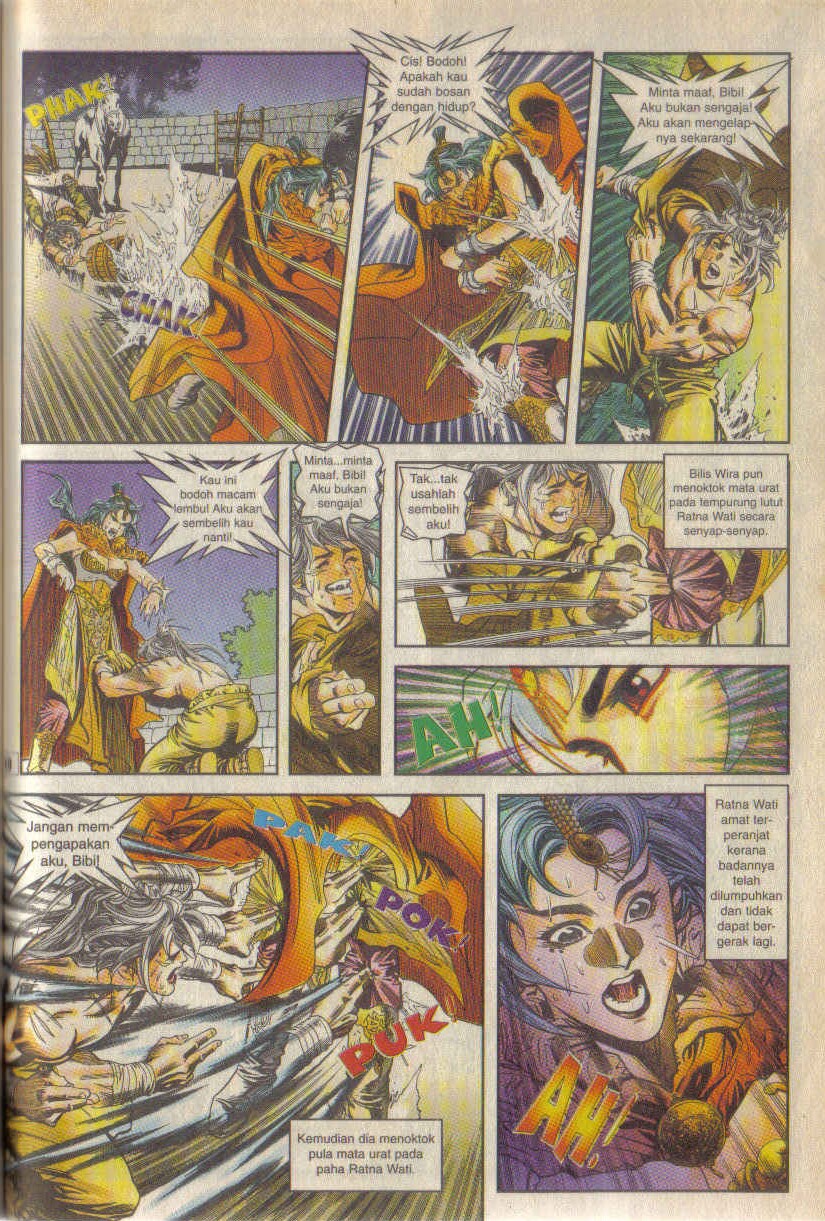 PHAK!
CHAK!
Cis! Bodoh!
Apakah kau
sudah bosan
dengan hidup?
Minta maaf, Bibi!
Aku bukan sengaja!
Aku akan mengelap-
nya sekarang!
Kau ini
bodoh macam
lembu! Aku akan
sembelih kau
nanti!
Minta...minta
maaf, Bibi!
Aku bukan
sengaja!
Tak...tak
usahlah
sembelih
aku!
Bilis Wira pun
menoktok mata urat
pada tempurung lutut
Ratna Wati secara
senyap-senyap.
AH!
Jangan mem-
pengapakan
aku, Bibi!
PAK!
POK!
PUK!
Kemudian dia menoktok
pula mata urat pada
paha Ratna Wati.
Ratna Wati
amat ter-
peranjat
kerana
badannya
telah
dilumpuhkan
dan tidak
dapat ber-
gerak lagi.
AH!